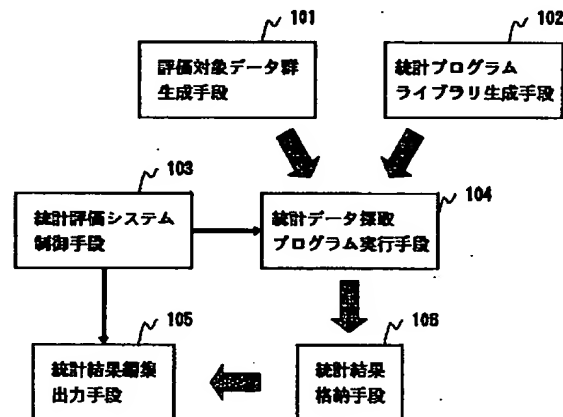 101
102
評価対象データ群
生成手段
統計プログラム
ライブラリ生成手段
103
104
統計評価システム
制御手段
統計データ採取
プログラム実行手段
105
106
統計結果編集
出力手段
統計結果
格納手段